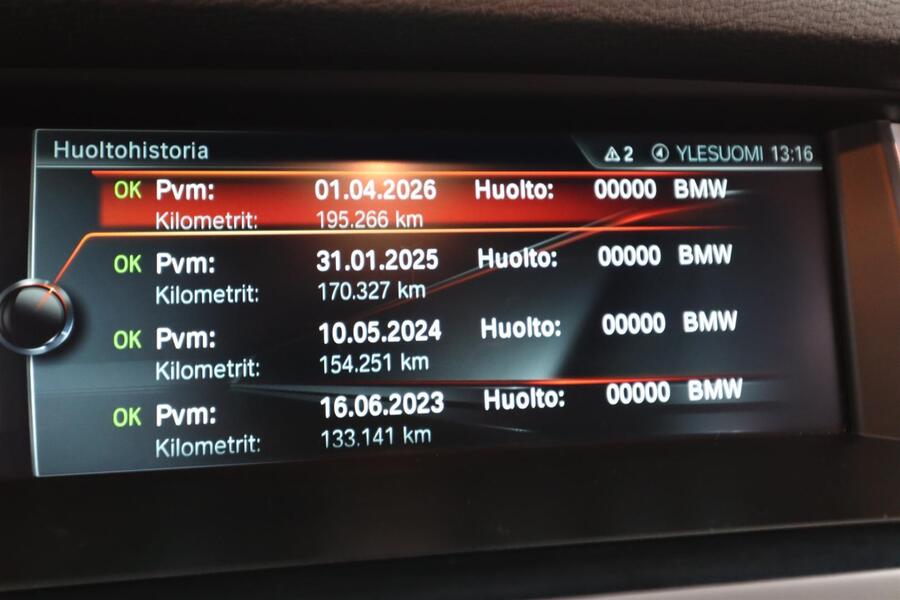 Huoltohistoria 2 YLESUOMI 13:16
OK Pvm: 01.04.2026 Huolto: 00000 BMW
Kilometrit: 195.266 km
OK Pvm: 31.01.2025 Huolto: 00000 BMW
Kilometrit: 170.327 km
OK Pvm: 10.05.2024 Huolto: 00000 BMW
Kilometrit: 154.251 km
OK Pvm: 16.06.2023 Huolto: 00000 BMW
Kilometrit: 133.141 km